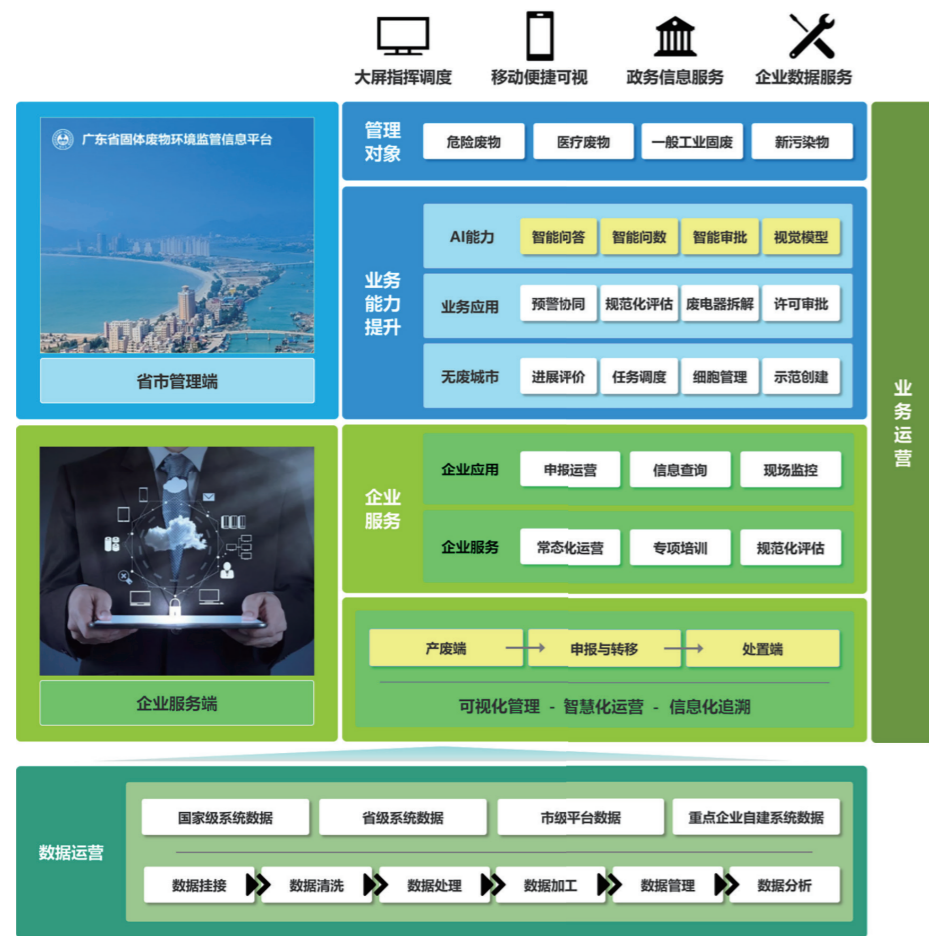 大屏指挥调度
移动便捷可视
政务信息服务
企业数据服务
广东省固体废物环境监管信息平台
省市管理端
管理
对象
危险废物
医疗废物
一般工业固废
新污染物
业务
能力
提升
AI能力
智能问答
智能问数
智能审批
视觉模型
业务应用
预警协同
规范化评估
废电器拆解
许可审批
无废城市
进展评价
任务调度
细胞管理
示范创建
企业服务端
企业
服务
企业应用
申报运营
信息查询
现场监控
企业服务
常态化运营
专项培训
规范化评估
产废端
申报与转移
处置端
可视化管理 - 智慧化运营 - 信息化追溯
业
务
运
营
数据运营
国家级系统数据
省级系统数据
市级平台数据
重点企业自建系统数据
数据挂接
数据清洗
数据处理
数据加工
数据管理
数据分析